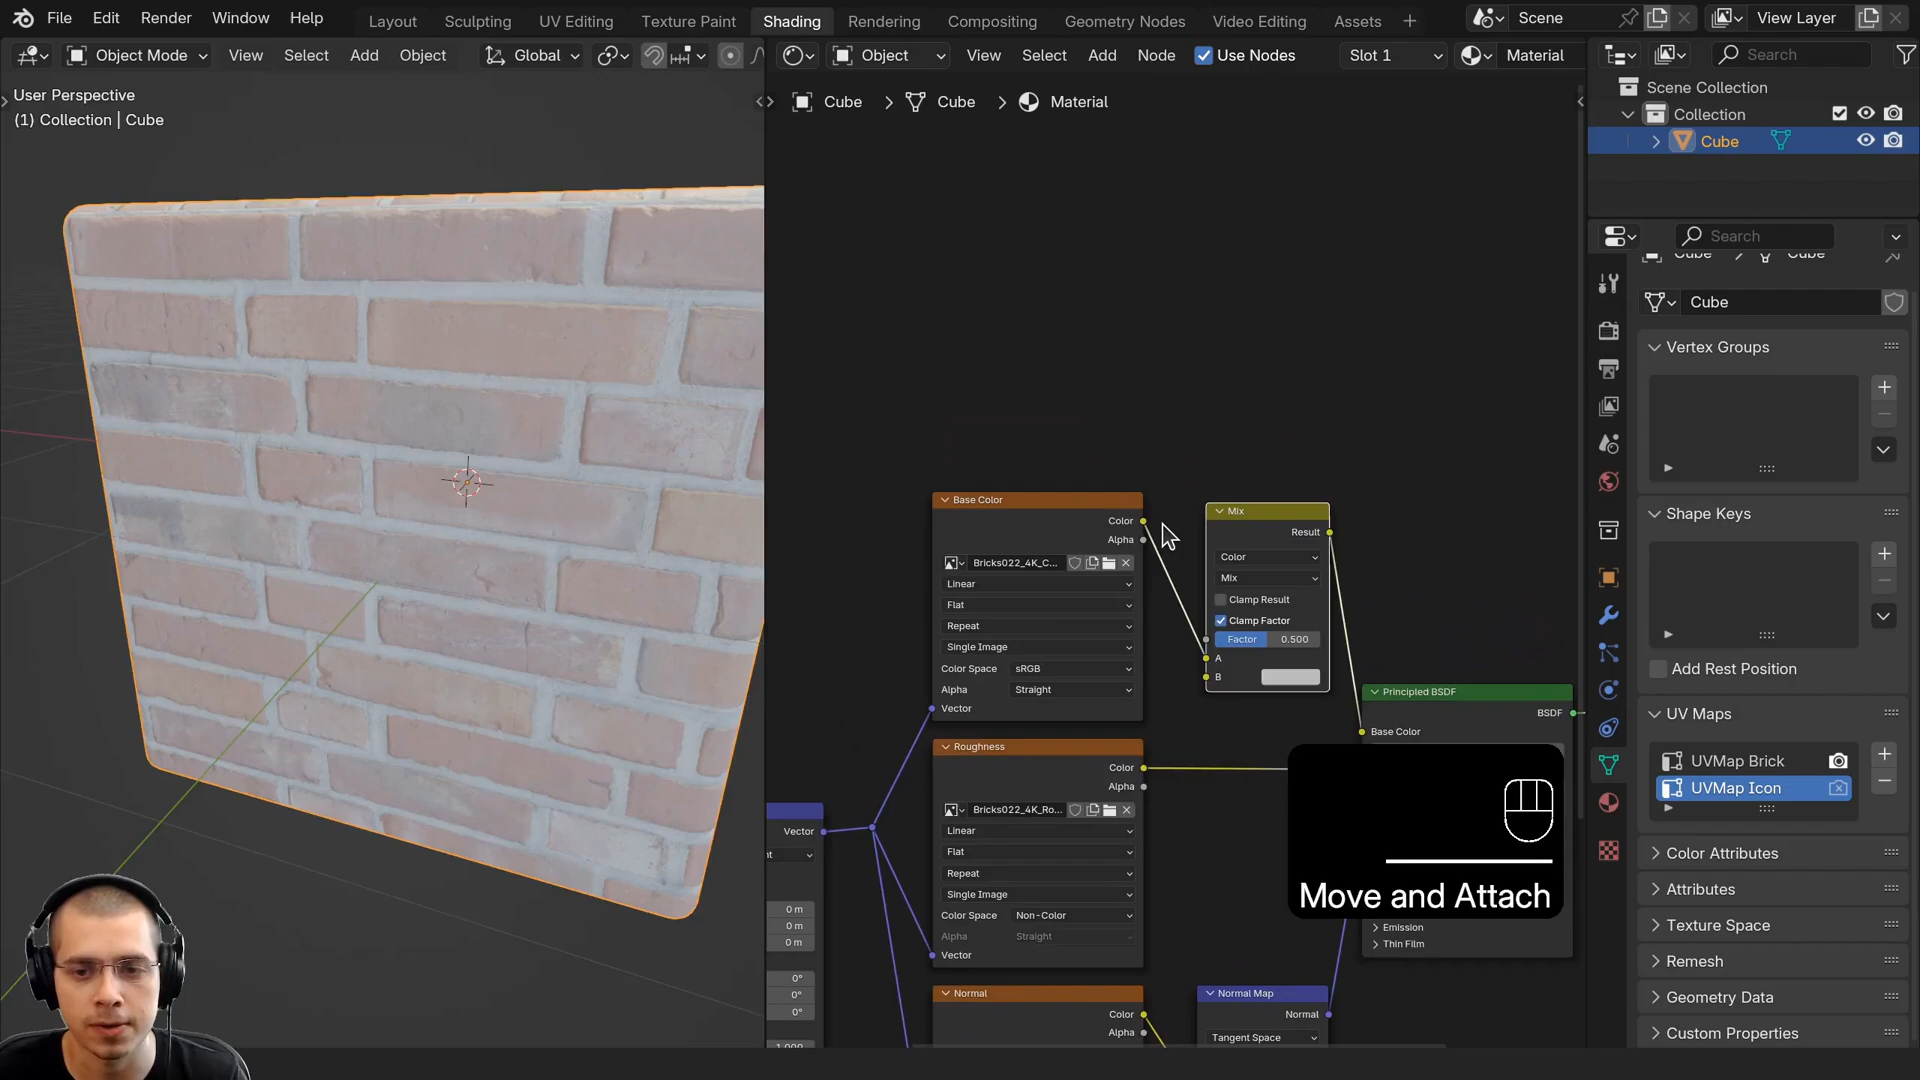 File Edit Render Window Help Layout Sculpting UV Editing Texture Paint Shading Rendering Compositing Geometry Nodes Video Editing Assets Scene View Layer
Object Mode View Select Add Object Global Object View Select Add Node Use Nodes Slot 1 Material Search
User Perspective
(1) Collection | Cube
Cube Cube Material
Scene Collection
Collection
Cube
Search
Cube Cube
Cube
Vertex Groups
Shape Keys
Add Rest Position
UV Maps
UVMap Brick
UVMap Icon
Color Attributes
Attributes
Texture Space
Remesh
Geometry Data
Custom Properties
Base Color
Color
Alpha
Bricks022_4K_C...
Linear
Flat
Repeat
Single Image
Color Space sRGB
Alpha Straight
Vector
Mix
Result
Color
Mix
Clamp Result
Clamp Factor
Factor 0.500
A
B
Principled BSDF
BSDF
Base Color
Emission
Thin Film
Roughness
Color
Alpha
Bricks022_4K_Ro...
Linear
Flat
Repeat
Single Image
Color Space Non-Color
Alpha Straight
Vector
Vector
0 m
0 m
0 m
0°
0°
0°
1.000
Normal
Color
Alpha
Normal Map
Normal
Tangent Space
Move and Attach